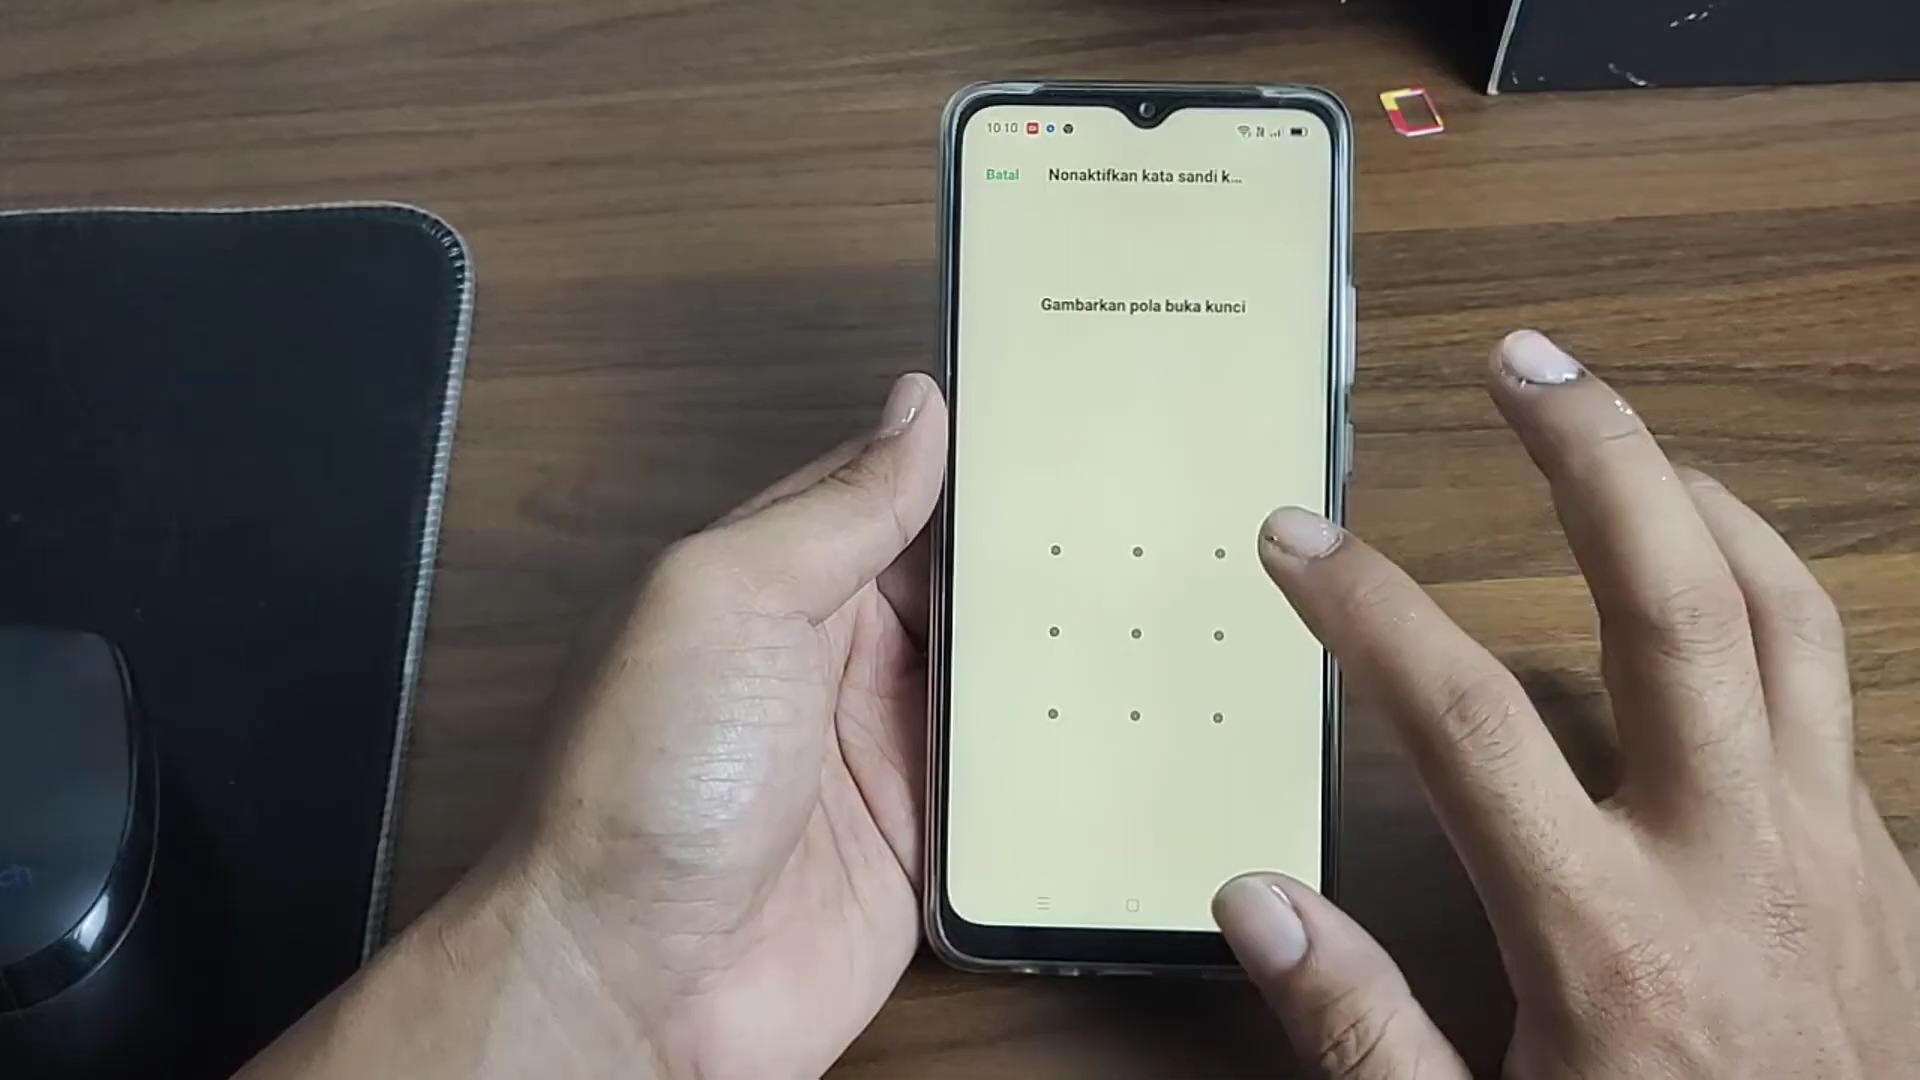 10:10
Batal Nonaktifkan kata sandi k...
Gambarkan pola buka kunci